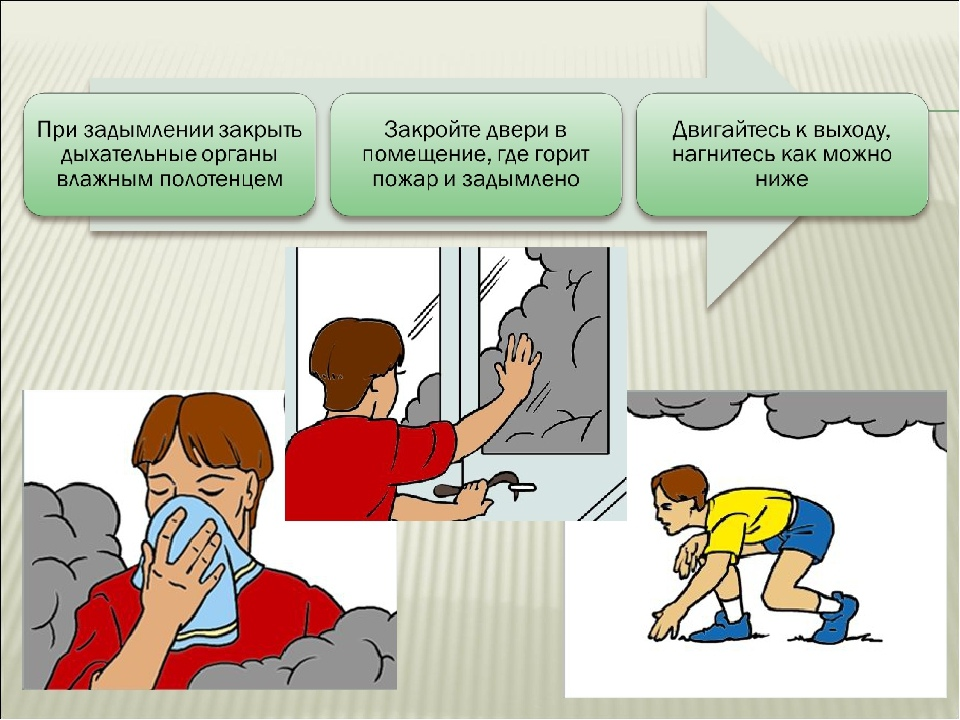 При задымлении закрыть
дыхательные органы
влажным полотенцем
Закройте двери в
помещение, где горит
пожар и задымлено
Двигайтесь к выходу,
нагнитесь как можно
ниже